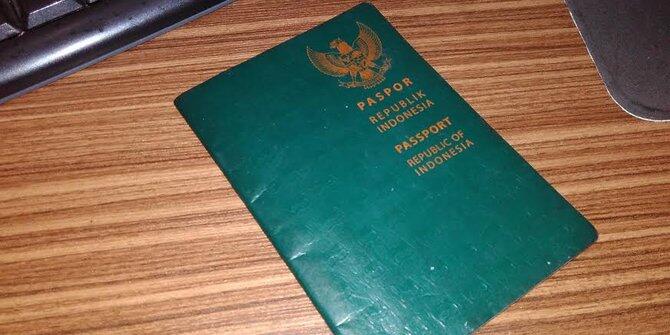 PASPOR
REPUBLIK
INDONESIA
PASSPORT
REPUBLIC OF
INDONESIA